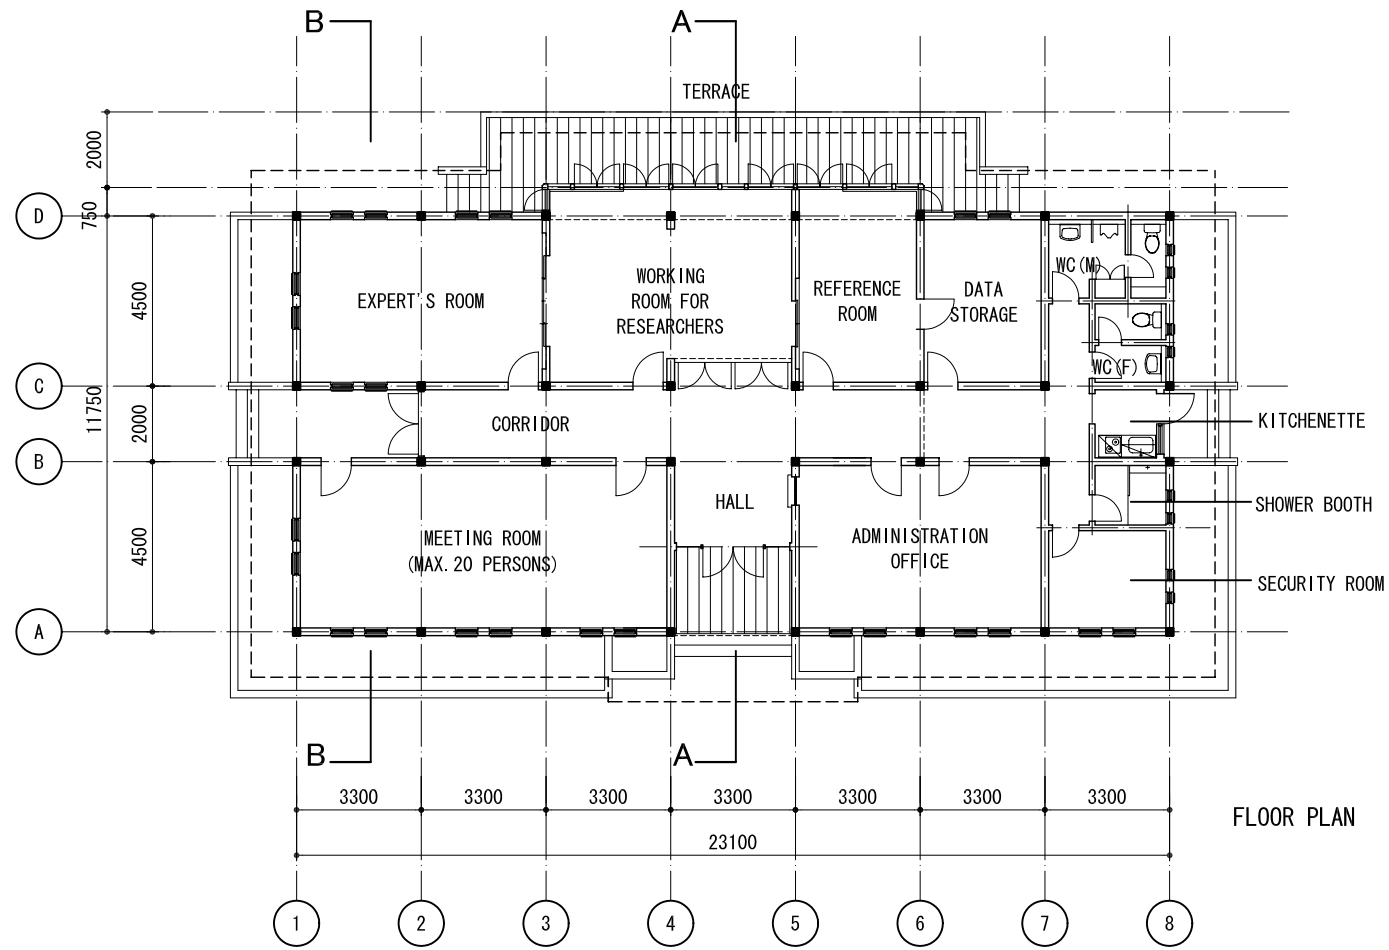 B
A
TERRACE
2000
750
D
4500
EXPERT'S ROOM
WORKING
ROOM FOR
RESEARCHERS
REFERENCE
ROOM
DATA
STORAGE
WC(M)
WC(F)
C
11750
2000
CORRIDOR
KITCHENETTE
B
HALL
SHOWER BOOTH
4500
MEETING ROOM
(MAX.20 PERSONS)
ADMINISTRATION
OFFICE
SECURITY ROOM
A
B
A
3300 3300 3300 3300 3300 3300 3300
FLOOR PLAN
23100
1 2 3 4 5 6 7 8